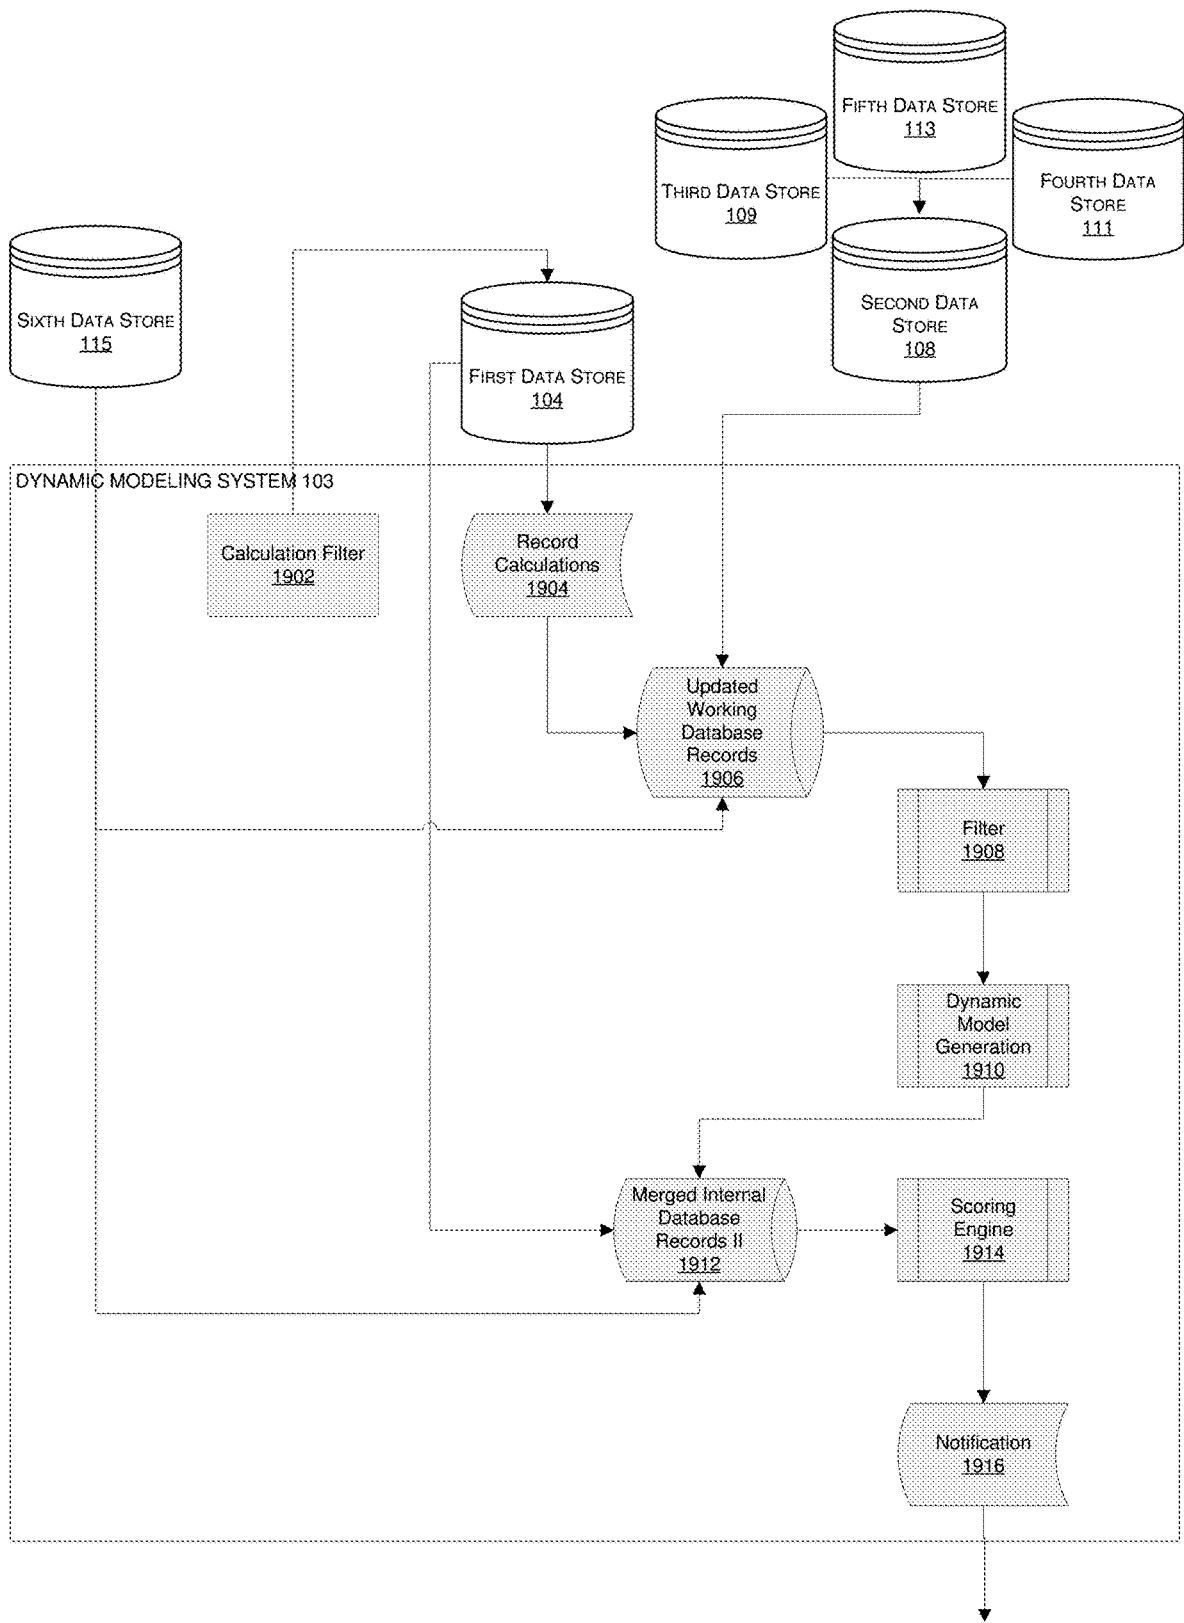 FIFTH DATA STORE
113
THIRD DATA STORE
109
FOURTH DATA
STORE
111
SIXTH DATA STORE
115
SECOND DATA
STORE
108
FIRST DATA STORE
104
DYNAMIC MODELING SYSTEM 103
Calculation Filter
1902
Record
Calculations
1904
Updated
Working
Database
Records
1906
Filter
1908
Dynamic
Model
Generation
1910
Merged Internal
Database
Records II
1912
Scoring
Engine
1914
Notification
1916